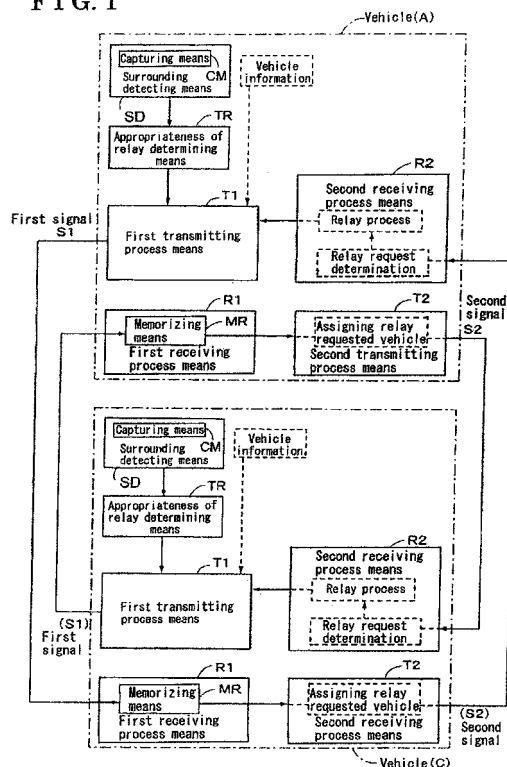 FIG. 1
Vehicle(A)
Capturing means
CM
Surrounding
detecting means
Vehicle
information
SD
TR
Appropriateness of
relay determining
means
R2
T1
Second receiving
process means
Relay process
First signal
S1
First transmitting
process means
Relay request
determination
R1
T2
Second
signal
S2
Memorizing
means
MR
First receiving
process means
Assigning relay
requested vehicle
Second transmitting
process means
Capturing means
CM
Surrounding
detecting means
Vehicle
information
SD
TR
Appropriateness of
relay determining
means
R2
T1
Second receiving
process means
Relay process
First transmitting
process means
(S1)
First
signal
Relay request
determination
R1
T2
Memorizing
means
MR
First receiving
process means
Assigning relay
requested vehicle
Second receiving
process means
(S2)
Second
signal
Vehicle(C)